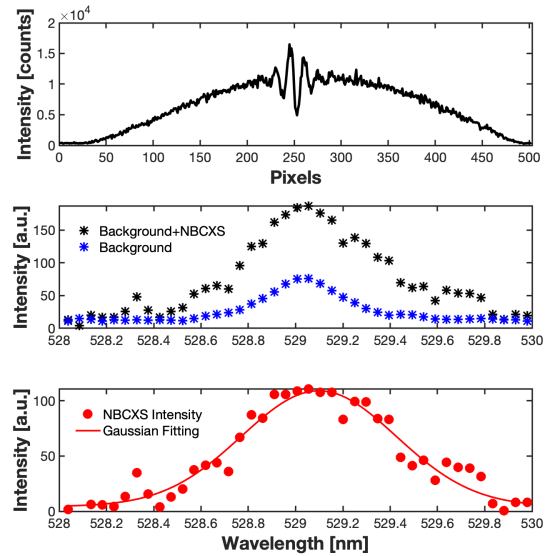 ×10⁴
2
1.5
1
0.5
0
Intensity [counts]
0 50 100 150 200 250 300 350 400 450 500
Pixels
150
100
50
0
Intensity [a.u.]
Background+NBCXS
Background
528 528.2 528.4 528.6 528.8 529 529.2 529.4 529.6 529.8 530
100
50
0
Intensity [a.u.]
NBCXS Intensity
Gaussian Fitting
528 528.2 528.4 528.6 528.8 529 529.2 529.4 529.6 529.8 530
Wavelength [nm]